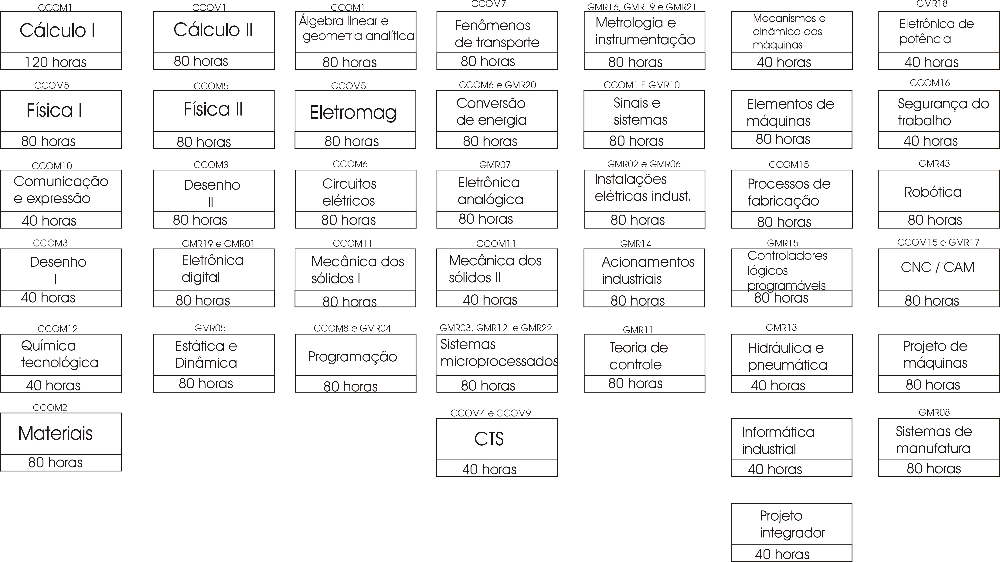 CCOM1
Cálculo I
120 horas
CCOM1
Cálculo II
80 horas
CCOM1
Álgebra linear e
geometria analítica
80 horas
CCOM7
Fenômenos
de transporte
80 horas
GMR16, GMR19 e GMR21
Metrologia e
instrumentação
80 horas
Mecanismos e
dinâmica das
máquinas
40 horas
GMR18
Eletrônica de
potência
40 horas
CCOM5
Física I
80 horas
CCOM5
Física II
80 horas
CCOM5
Eletromag
80 horas
CCOM6 e GMR20
Conversão
de energia
80 horas
CCOM1 E GMR10
Sinais e
sistemas
80 horas
Elementos de
máquinas
80 horas
CCOM16
Segurança do
trabalho
40 horas
CCOM10
Comunicação
e expressão
40 horas
CCOM3
Desenho
II
80 horas
CCOM6
Circuitos
elétricos
80 horas
GMR07
Eletrônica
analógica
80 horas
GMR02 e GMR06
Instalações
elétricas indust.
80 horas
CCOM15
Processos de
fabricação
80 horas
GMR43
Robótica
80 horas
CCOM3
Desenho
I
40 horas
GMR19 e GMR01
Eletrônica
digital
80 horas
CCOM11
Mecânica dos
sólidos I
80 horas
CCOM11
Mecânica dos
sólidos II
40 horas
GMR14
Acionamentos
industriais
80 horas
GMR15
Controladores
lógicos
programáveis
80 horas
CCOM15 e GMR17
CNC / CAM
80 horas
CCOM12
Química
tecnológica
40 horas
GMR05
Estática e
Dinâmica
80 horas
CCOM8 e GMR04
Programação
80 horas
GMR03, GMR12 e GMR22
Sistemas
microprocessados
80 horas
GMR11
Teoria de
controle
80 horas
GMR13
Hidráulica e
pneumática
40 horas
Projeto de
máquinas
80 horas
CCOM2
Materiais
80 horas
CCOM4 e CCOM9
CTS
40 horas
Informática
industrial
40 horas
GMR08
Sistemas de
manufatura
80 horas
Projeto
integrador
40 horas